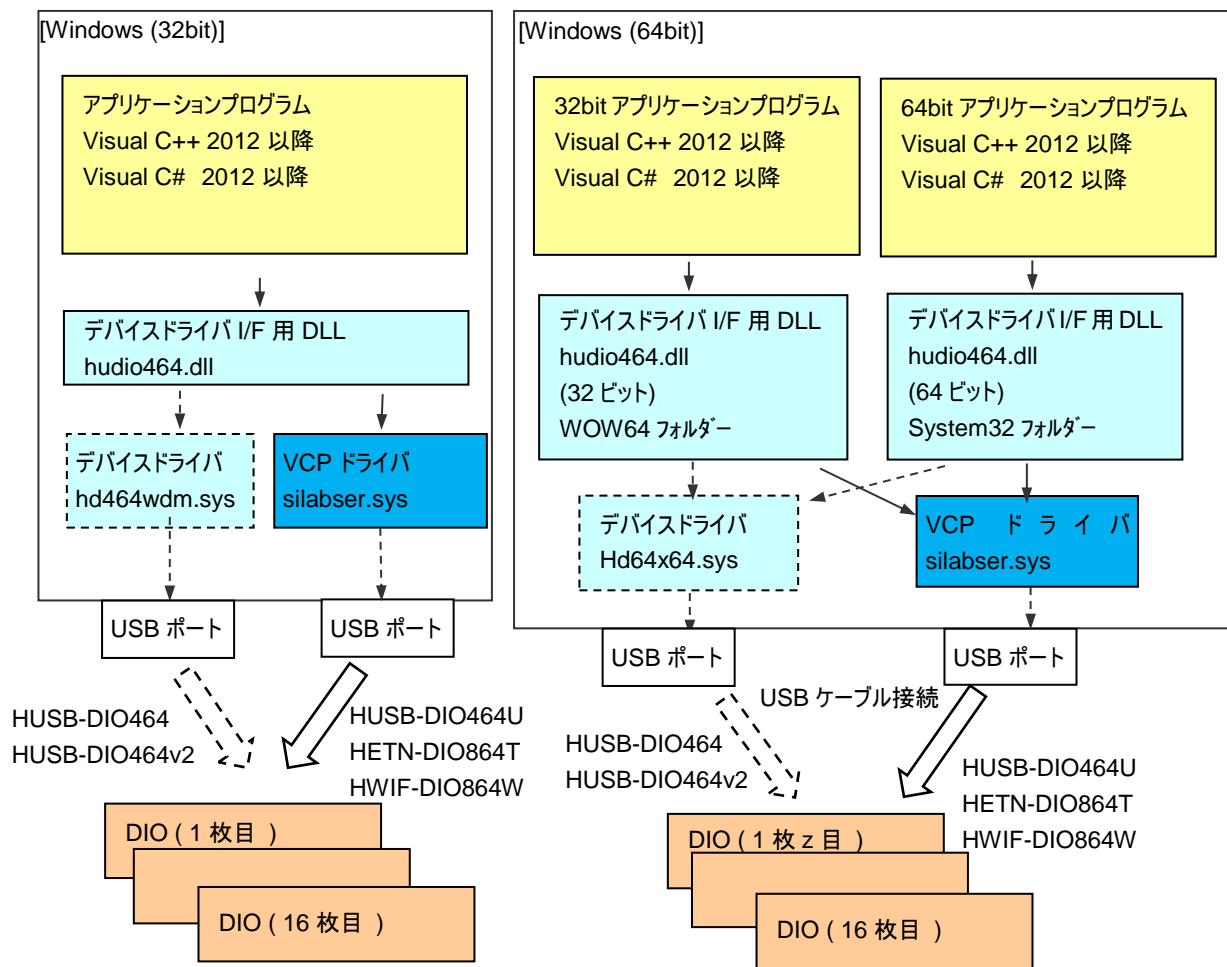 [Windows (32bit)]
アプリケーションプログラム
Visual C++ 2012 以降
Visual C# 2012 以降
デバイスドライバ I/F 用 DLL
hudio464.dll
デバイスドライバ
hd464wdm.sys
VCP ドライバ
silabser.sys
USB ポート
USB ポート
HUSB-DIO464
HUSB-DIO464v2
HUSB-DIO464U
HETN-DIO864T
HWIF-DIO864W
DIO ( 1 枚目 )
DIO ( 16 枚目 )
[Windows (64bit)]
32bit アプリケーションプログラム
Visual C++ 2012 以降
Visual C# 2012 以降
64bit アプリケーションプログラム
Visual C++ 2012 以降
Visual C# 2012 以降
デバイスドライバ I/F 用 DLL
hudio464.dll
(32 ビット)
WOW64 フォルダー
デバイスドライバ I/F 用 DLL
hudio464.dll
(64 ビット)
System32 フォルダー
デバイスドライバ
Hd64x64.sys
VCP ドライバ
silabser.sys
USB ポート
USB ポート
USB ケーブル接続
HUSB-DIO464
HUSB-DIO464v2
HUSB-DIO464U
HETN-DIO864T
HWIF-DIO864W
DIO ( 1 枚 z 目 )
DIO ( 16 枚目 )